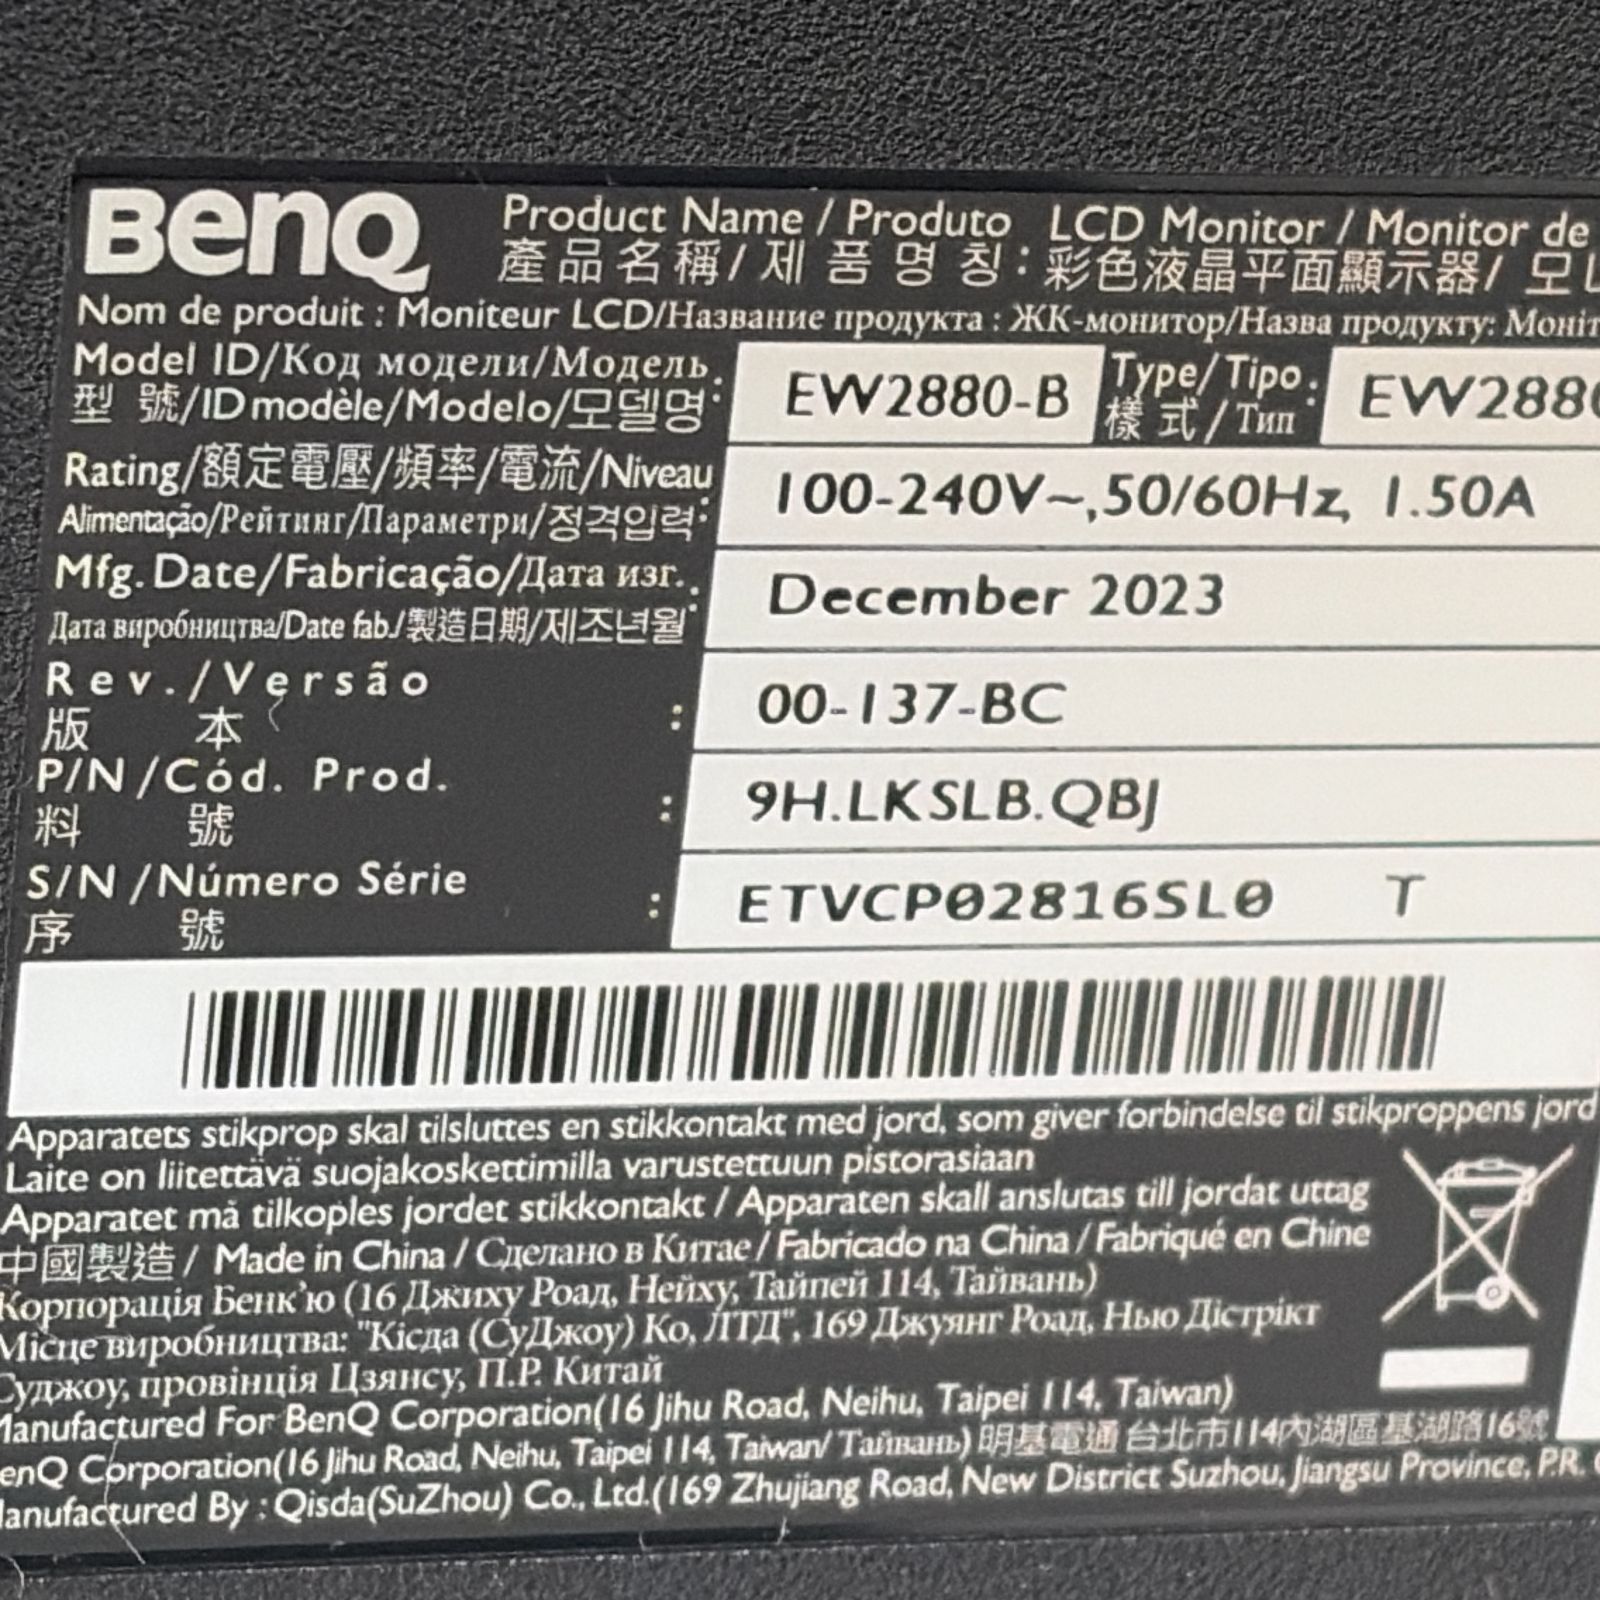 BenQ
Product Name / Produto LCD Monitor / Monitor de
產品名稱/ 제 품 명 칭 : 彩色液晶平面顯示器/ 모니
Nom de produit : Moniteur LCD/Название продукта : ЖК-монитор/Назва продукту: Моніт
Model ID/Код модели/Модель. : EW2880-B Type/Tipo : EW2880
型 號/ID modèle/Modelo/모델명 樣 式/Тип
Rating/額定電壓/頻率/電流/Niveau : 100-240V~,50/60Hz, 1.50A
Alimentação/Рейтинг/Параметри/정격입력
Mfg. Date/Fabricação/Дата изг. : December 2023
Дата виробництва/Date fab./製造日期/제조년월
Rev./Versão : 00-137-BC
版 本
P/N/Cód. Prod. : 9H.LKSLB.QBJ
料 號
S/N/Número Série : ETVCP02816SL0 T
序 號
Apparatets stikprop skal tilsluttes en stikkontakt med jord, som giver forbindelse til stikproppens jord
Laite on liitettävä suojakoskettimilla varustettuun pistorasiaan
Apparatet må tilkoples jordet stikkontakt / Apparaten skall anslutas till jordat uttag
中國製造 / Made in China / Сделано в Китае / Fabricado na China / Fabriqué en Chine
Корпорація Бенк'ю (16 Джиху Роад, Нейху, Тайпей 114, Тайвань)
Місце виробництва: "Кісда (СуДжоу) Ко, ЛТД", 169 Джуянг Роад, Нью Дістрікт
Суджоу, провінція Цзянсу, П.Р. Китай
Manufactured For BenQ Corporation(16 Jihu Road, Neihu, Taipei 114, Taiwan)
enQ Corporation(16 Jihu Road, Neihu, Taipei 114, Taiwan/ Тайвань) 明基電通 台北市114內湖區基湖路16號
Manufactured By : Qisda(SuZhou) Co., Ltd.(169 Zhujiang Road, New District Suzhou, Jiangsu Province, P.R.